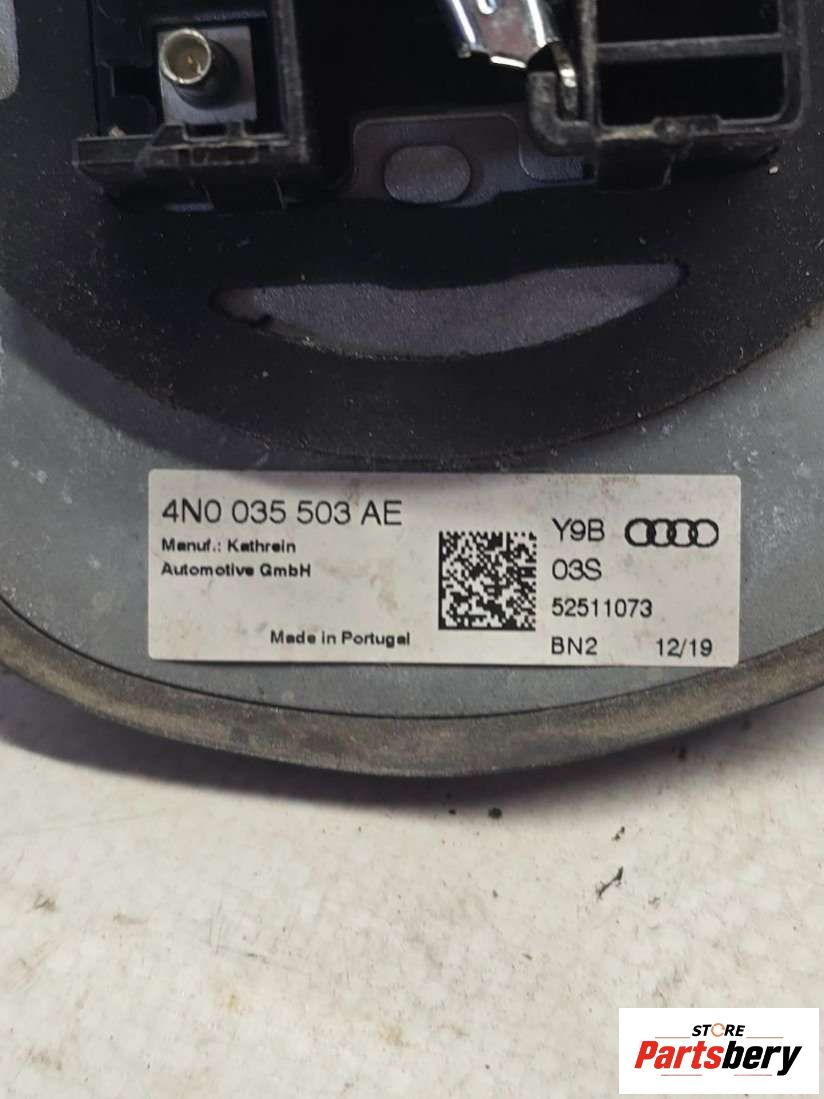 4N0 035 503 AE
Manuf.: Kathrein
Automotive GmbH
Made in Portugal
Y9B
03S
52511073
BN2 12/19
STORE
Partsbery